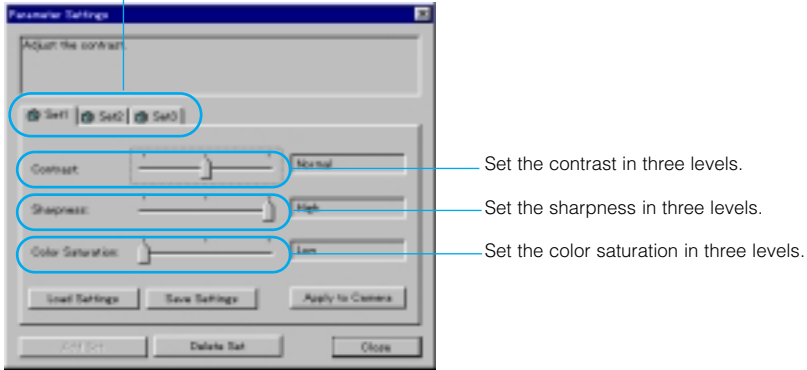 Parameter Settings
Adjust the contrast.
Set1 Set2 Set3
Contrast: Normal Set the contrast in three levels.
Sharpness: High Set the sharpness in three levels.
Color Saturation: Low Set the color saturation in three levels.
Load Settings Save Settings Apply to Camera
Add Set Delete Set Close